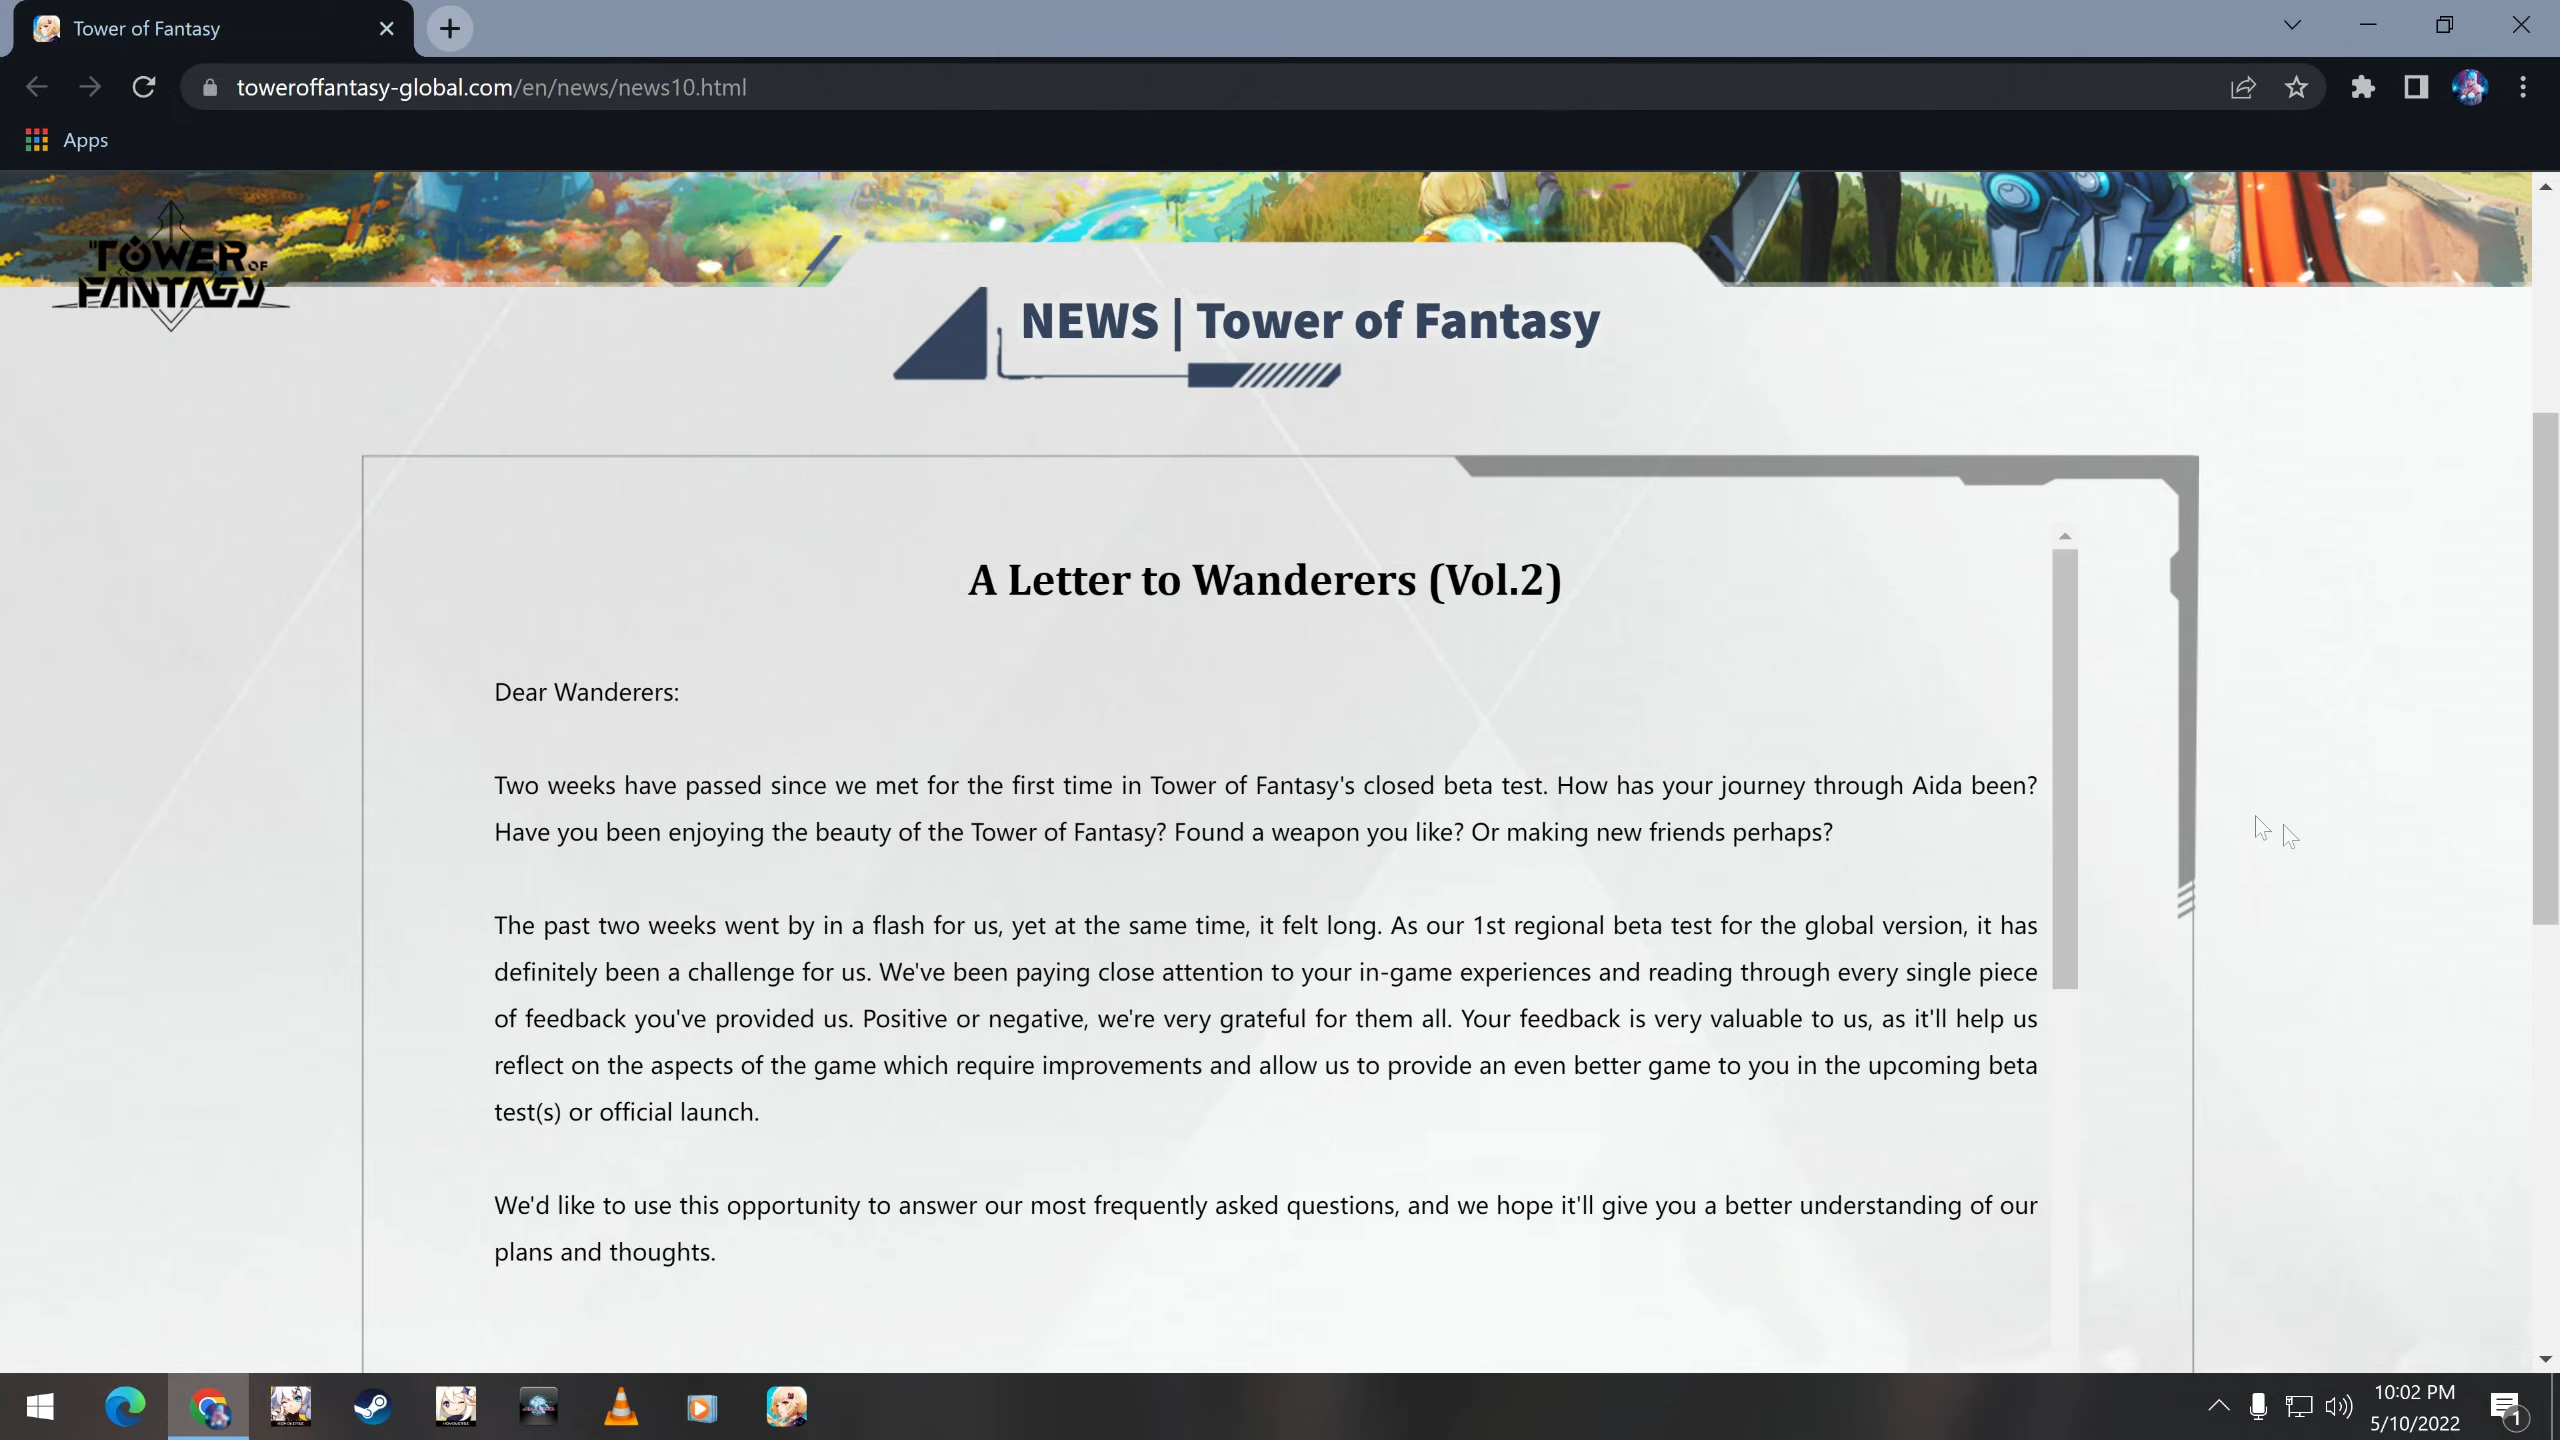 Tower of Fantasy
toweroffantasy-global.com/en/news/news10.html
Apps
TOWER OF
FANTASY
NEWS | Tower of Fantasy
A Letter to Wanderers (Vol.2)
Dear Wanderers:
Two weeks have passed since we met for the first time in Tower of Fantasy's closed beta test. How has your journey through Aida been?
Have you been enjoying the beauty of the Tower of Fantasy? Found a weapon you like? Or making new friends perhaps?
The past two weeks went by in a flash for us, yet at the same time, it felt long. As our 1st regional beta test for the global version, it has
definitely been a challenge for us. We've been paying close attention to your in-game experiences and reading through every single piece
of feedback you've provided us. Positive or negative, we're very grateful for them all. Your feedback is very valuable to us, as it'll help us
reflect on the aspects of the game which require improvements and allow us to provide an even better game to you in the upcoming beta
test(s) or official launch.
We'd like to use this opportunity to answer our most frequently asked questions, and we hope it'll give you a better understanding of our
plans and thoughts.
10:02 PM
5/10/2022
1